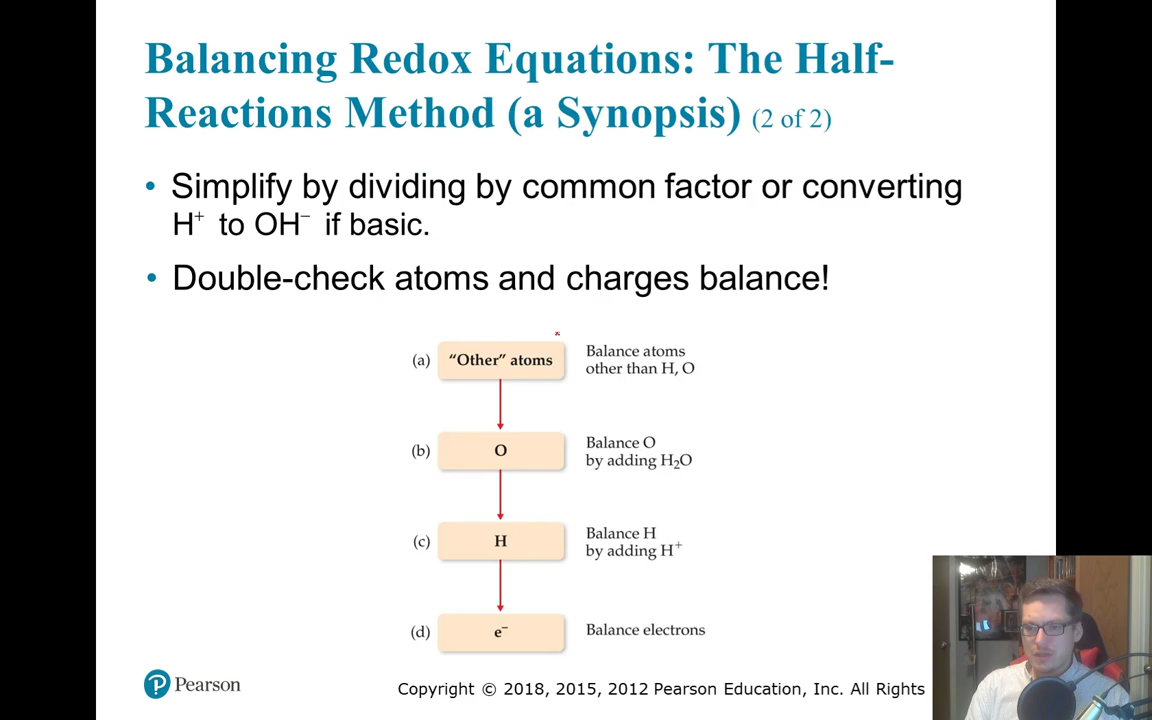 Balancing Redox Equations: The Half-
Reactions Method (a Synopsis) (2 of 2)
• Simplify by dividing by common factor or converting
H⁺ to OH⁻ if basic.
• Double-check atoms and charges balance!
(a) “Other” atoms Balance atoms
other than H, O
(b) O Balance O
by adding H₂O
(c) H Balance H
by adding H⁺
(d) e⁻ Balance electrons
P Pearson
Copyright © 2018, 2015, 2012 Pearson Education, Inc. All Rights